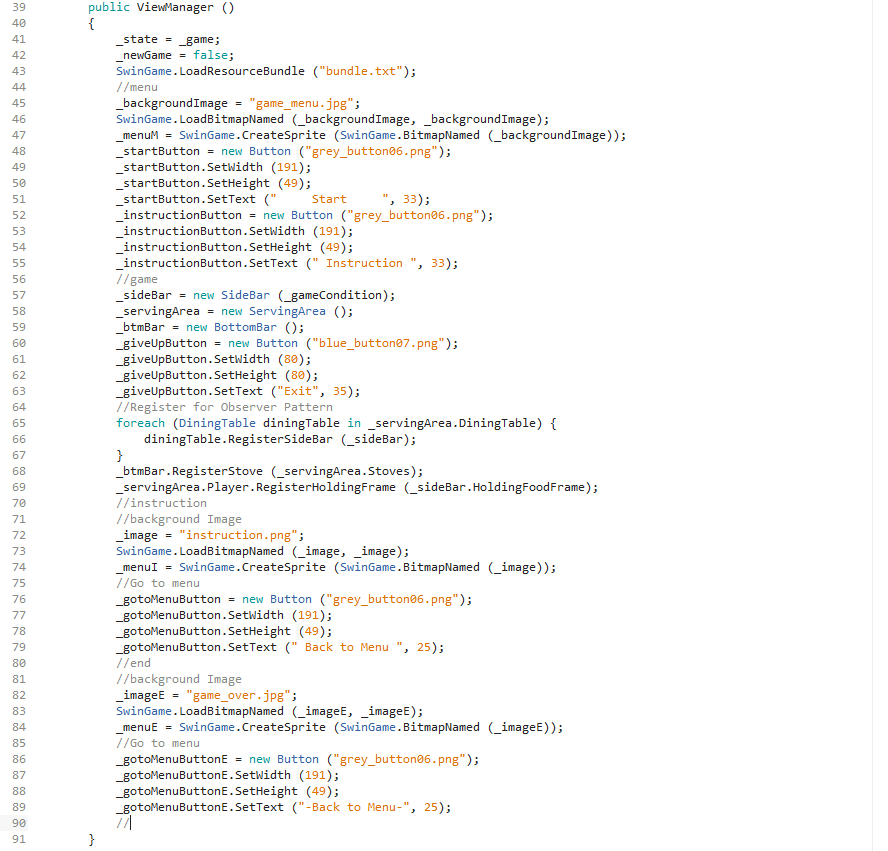 39 public ViewManager ()
40 {
41 _state = _game;
42 _newGame = false;
43 SwinGame.LoadResourceBundle ("bundle.txt");
44 //menu
45 _backgroundImage = "game_menu.jpg";
46 SwinGame.LoadBitmapNamed (_backgroundImage, _backgroundImage);
47 _menuM = SwinGame.CreateSprite (SwinGame.BitmapNamed (_backgroundImage));
48 _startButton = new Button ("grey_button06.png");
49 _startButton.SetWidth (191);
50 _startButton.SetHeight (49);
51 _startButton.SetText ("     Start     ", 33);
52 _instructionButton = new Button ("grey_button06.png");
53 _instructionButton.SetWidth (191);
54 _instructionButton.SetHeight (49);
55 _instructionButton.SetText (" Instruction ", 33);
56 //game
57 _sideBar = new SideBar (_gameCondition);
58 _servingArea = new ServingArea ();
59 _btmBar = new BottomBar ();
60 _giveUpButton = new Button ("blue_button07.png");
61 _giveUpButton.SetWidth (80);
62 _giveUpButton.SetHeight (80);
63 _giveUpButton.SetText ("Exit", 35);
64 //Register for Observer Pattern
65 foreach (DiningTable diningTable in _servingArea.DiningTable) {
66 diningTable.RegisterSideBar (_sideBar);
67 }
68 _btmBar.RegisterStove (_servingArea.Stoves);
69 _servingArea.Player.RegisterHoldingFrame (_sideBar.HoldingFoodFrame);
70 //instruction
71 //background Image
72 _image = "instruction.png";
73 SwinGame.LoadBitmapNamed (_image, _image);
74 _menuI = SwinGame.CreateSprite (SwinGame.BitmapNamed (_image));
75 //Go to menu
76 _gotoMenuButton = new Button ("grey_button06.png");
77 _gotoMenuButton.SetWidth (191);
78 _gotoMenuButton.SetHeight (49);
79 _gotoMenuButton.SetText (" Back to Menu ", 25);
80 //end
81 //background Image
82 _imageE = "game_over.jpg";
83 SwinGame.LoadBitmapNamed (_imageE, _imageE);
84 _menuE = SwinGame.CreateSprite (SwinGame.BitmapNamed (_imageE));
85 //Go to menu
86 _gotoMenuButtonE = new Button ("grey_button06.png");
87 _gotoMenuButtonE.SetWidth (191);
88 _gotoMenuButtonE.SetHeight (49);
89 _gotoMenuButtonE.SetText ("-Back to Menu-", 25);
90 //
91 }